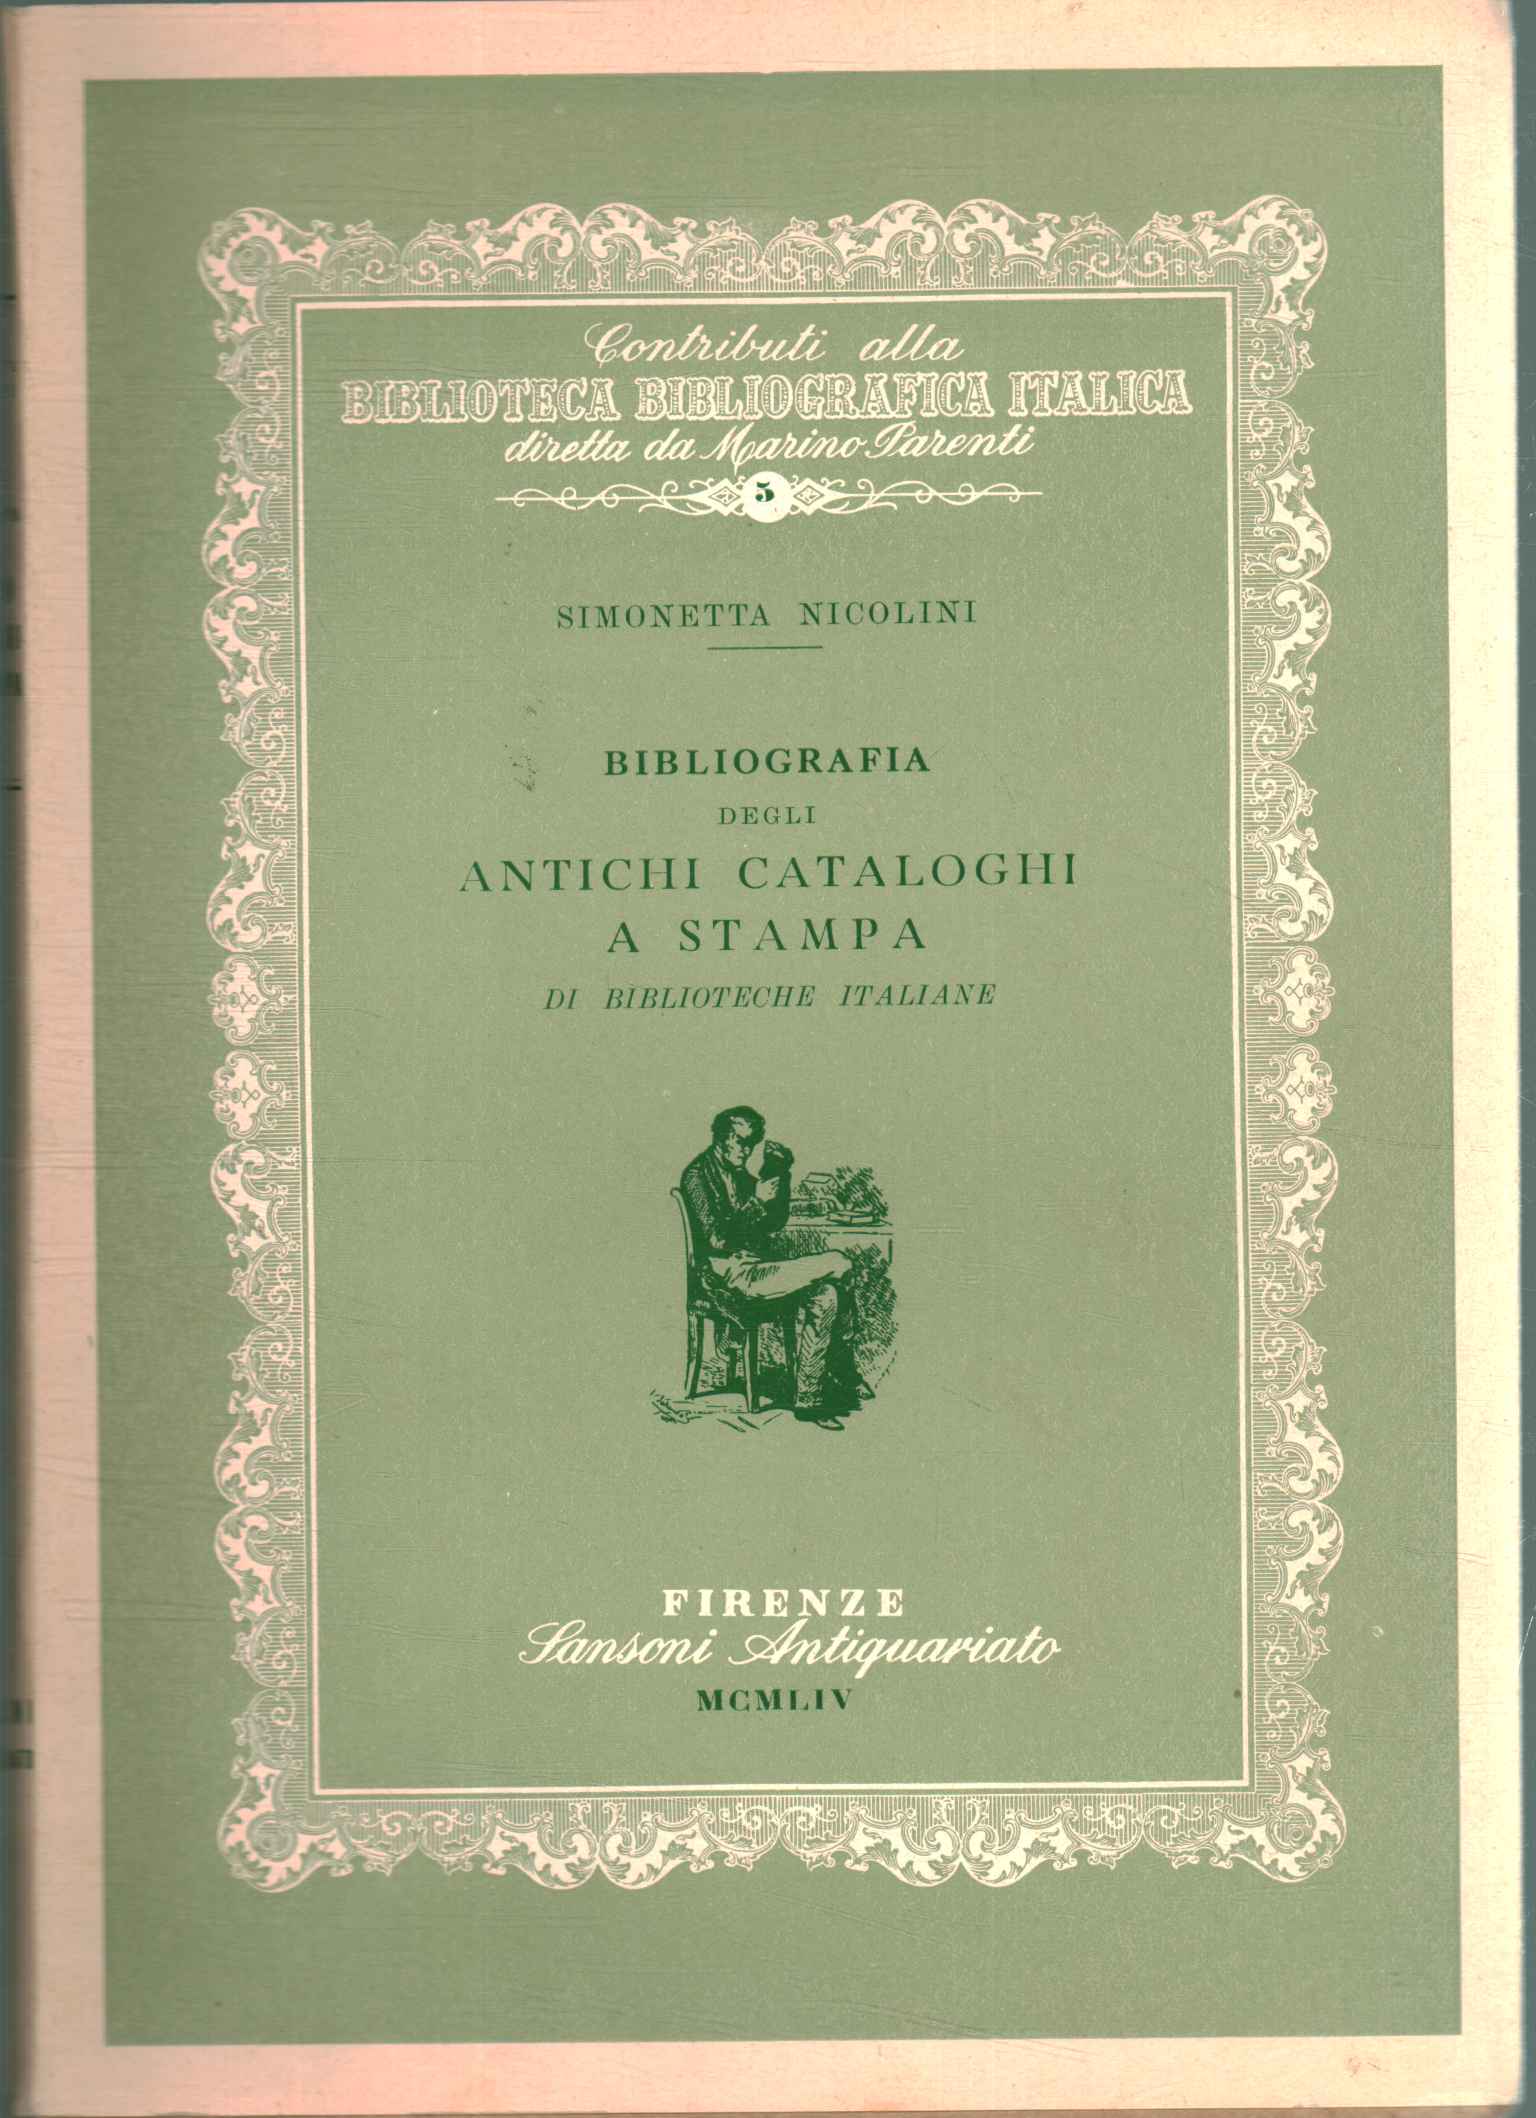 Contributi alla
BIBLIOTECA BIBLIOGRAFICA ITALICA
diretta da Marino Parenti
5
SIMONETTA NICOLINI
BIBLIOGRAFIA
DEGLI
ANTICHI CATALOGHI
A STAMPA
DI BIBLIOTECHE ITALIANE
FIRENZE
Sansoni Antiquariato
MCMLIV